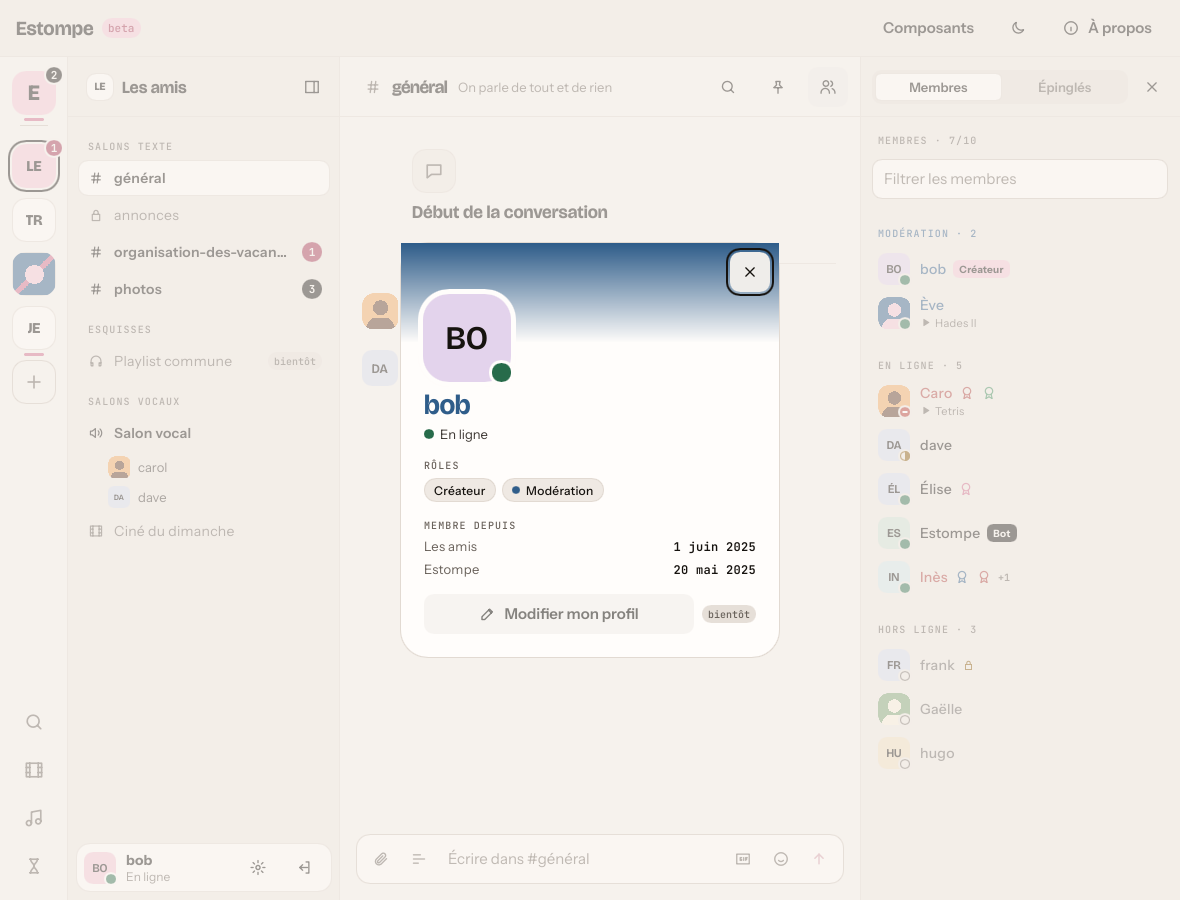 Estompe beta
Composants
À propos
E 2
LE 1
TR
JE
LE Les amis
SALONS TEXTE
# général
annonces
# organisation-des-vacan... 1
# photos 3
ESQUISSES
Playlist commune bientôt
SALONS VOCAUX
Salon vocal
carol
DA dave
Ciné du dimanche
BO bob
En ligne
# général On parle de tout et de rien
Début de la conversation
DA
BO
bob
En ligne
RÔLES
Créateur Modération
MEMBRE DEPUIS
Les amis 1 juin 2025
Estompe 20 mai 2025
Modifier mon profil bientôt
Écrire dans #général
GIF
Membres Épinglés
MEMBRES · 7/10
Filtrer les membres
MODÉRATION · 2
BO bob Créateur
Ève
Hades II
EN LIGNE · 5
Caro
Tetris
DA dave
ÉL Élise
ES Estompe Bot
IN Inès +1
HORS LIGNE · 3
FR frank
Gaëlle
HU hugo